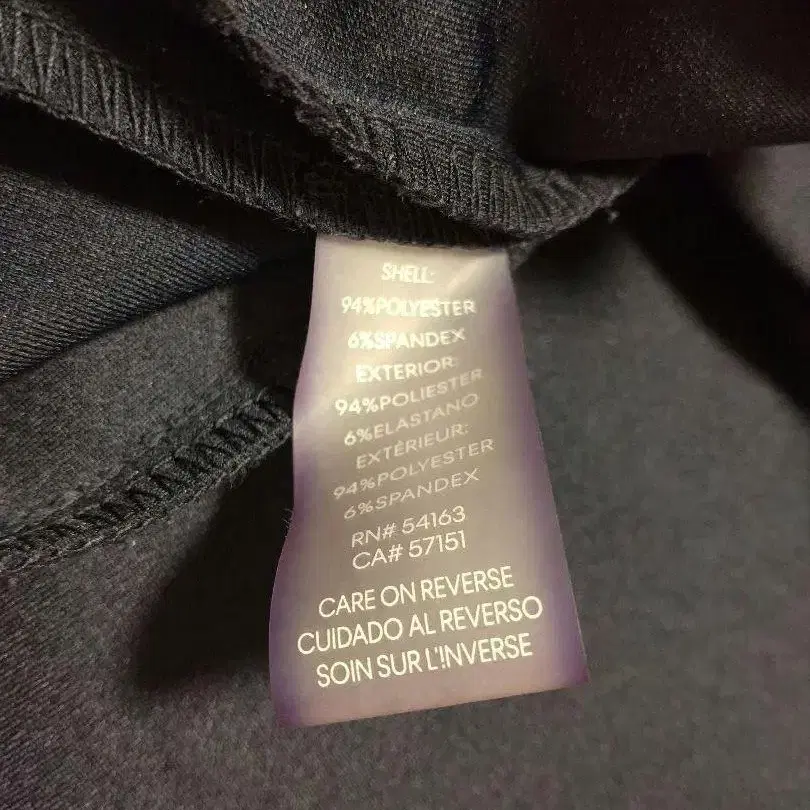 SHELL:
94%POLYESTER
6%SPANDEX
EXTERIOR:
94%POLIESTER
6%ELASTANO
EXTÉRIEUR:
94%POLYESTER
6%SPANDEX
RN# 54163
CA# 57151
CARE ON REVERSE
CUIDADO AL REVERSO
SOIN SUR L'INVERSE